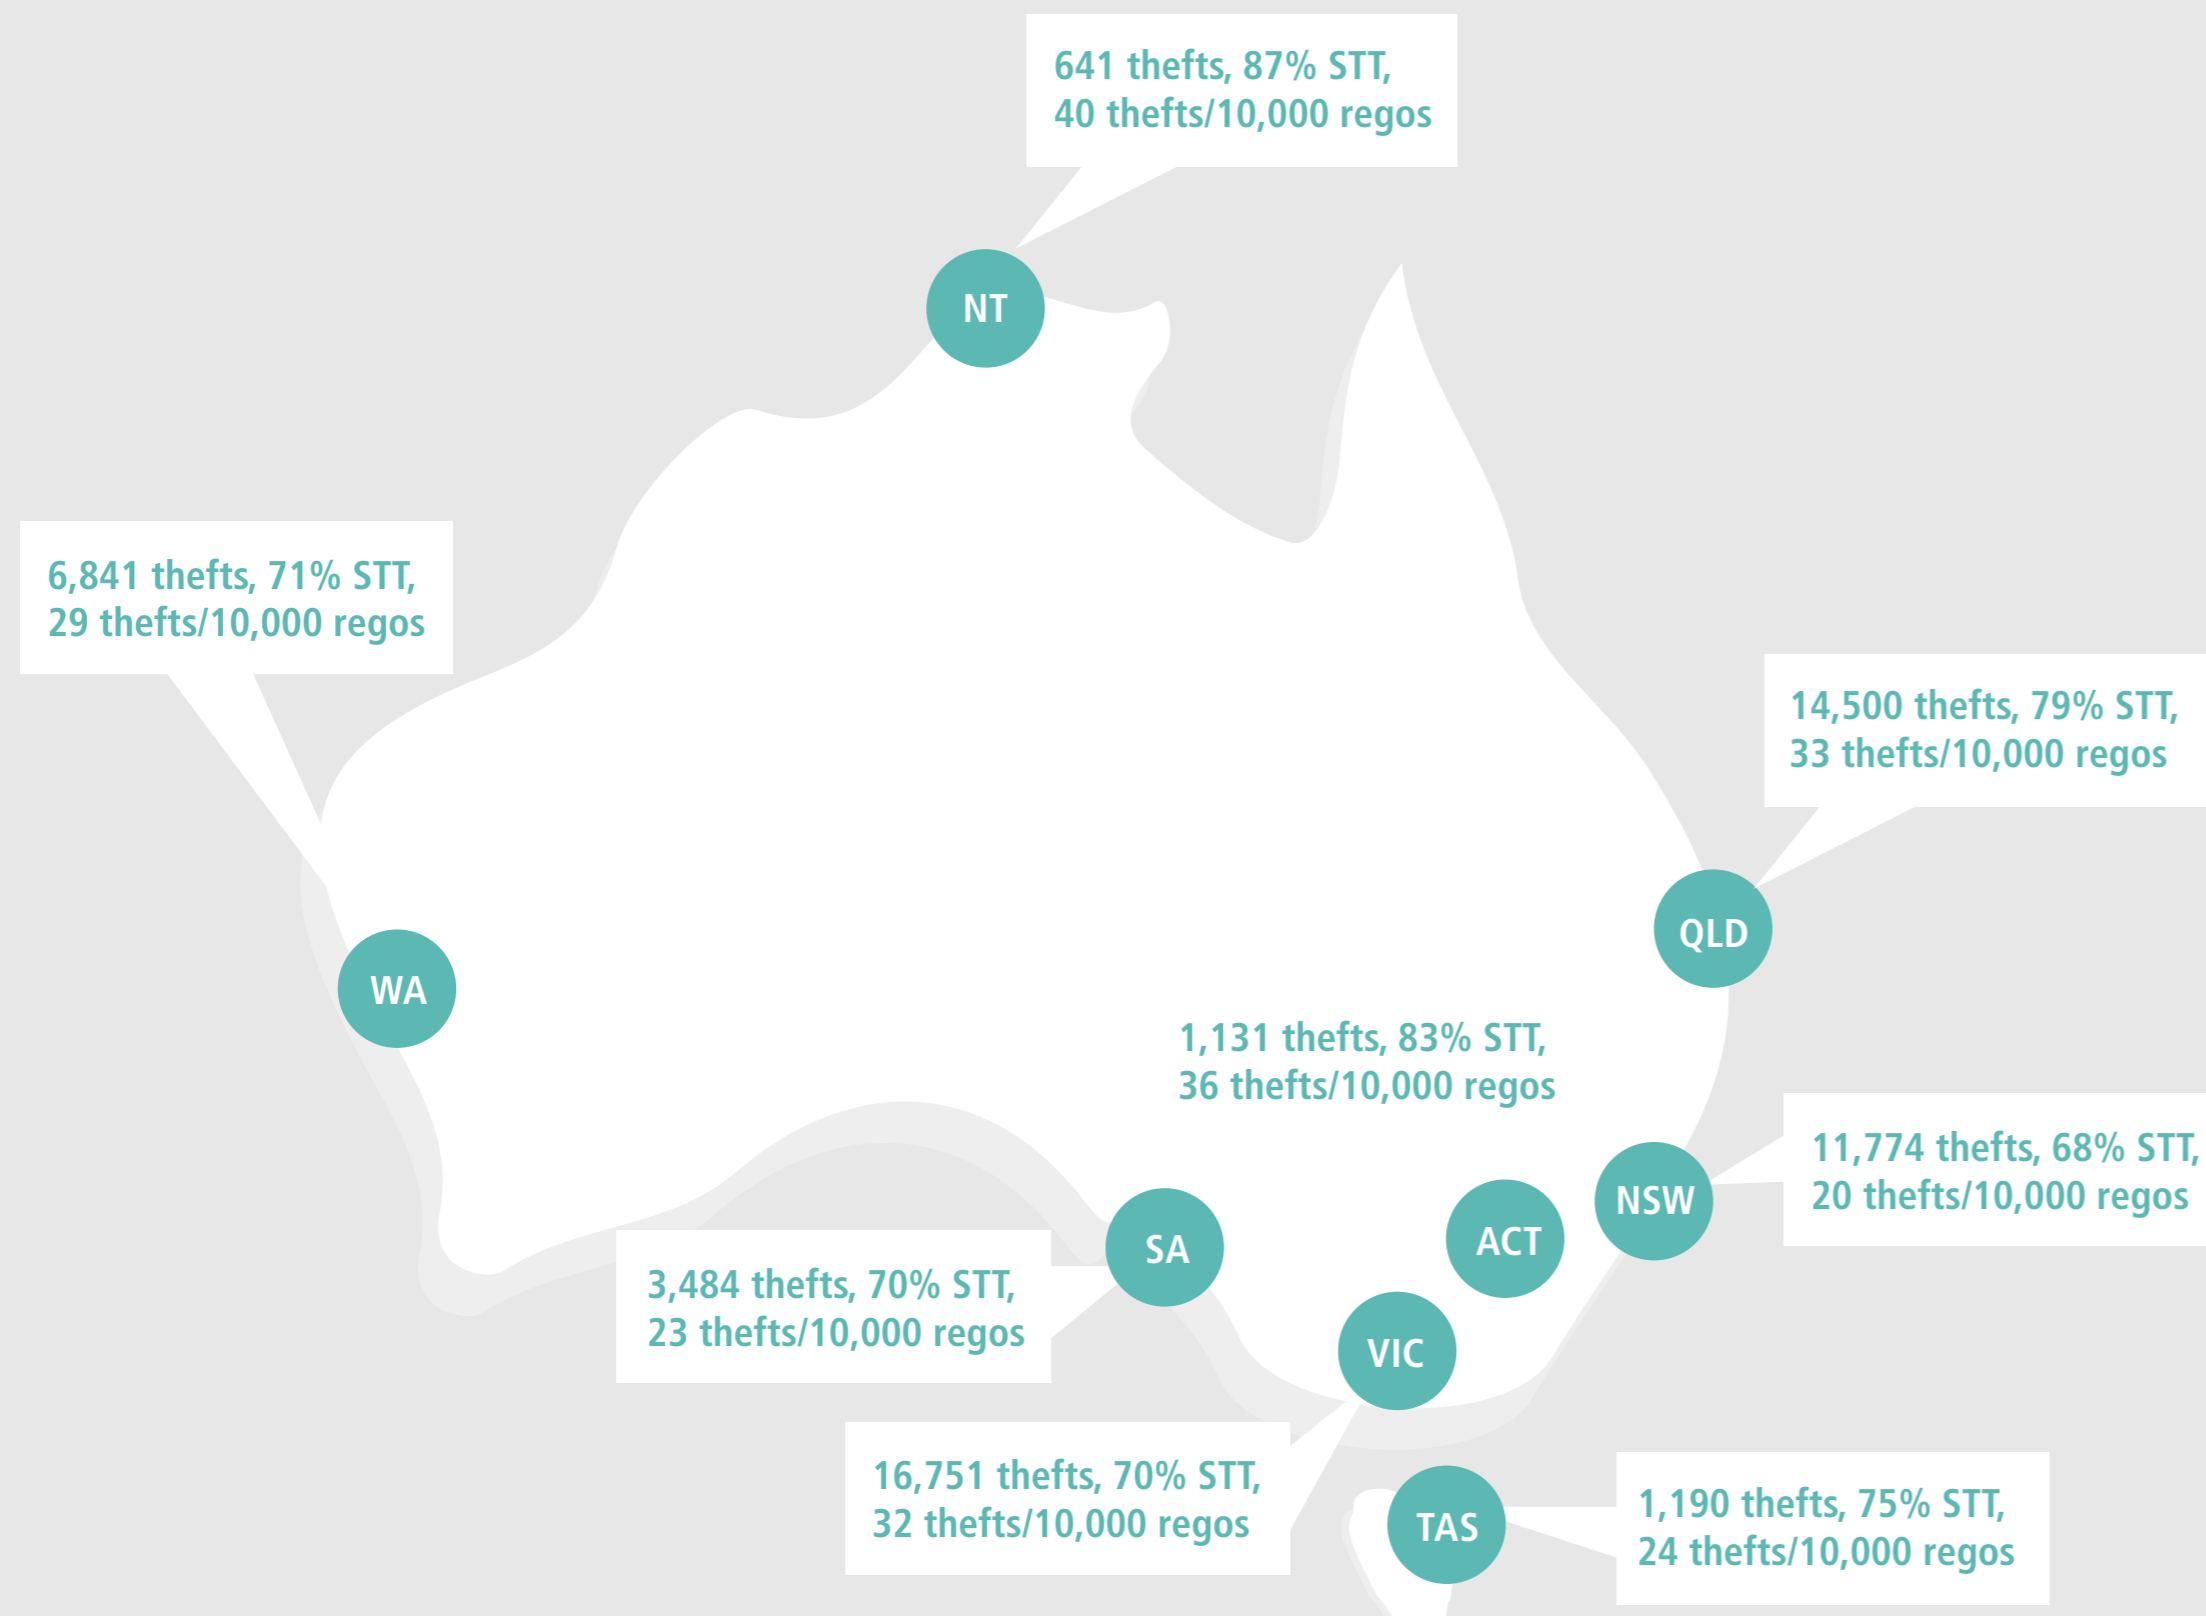 641 thefts, 87% STT,
40 thefts/10,000 regos
NT
6,841 thefts, 71% STT,
29 thefts/10,000 regos
WA
14,500 thefts, 79% STT,
33 thefts/10,000 regos
QLD
1,131 thefts, 83% STT,
36 thefts/10,000 regos
ACT
11,774 thefts, 68% STT,
20 thefts/10,000 regos
NSW
SA
3,484 thefts, 70% STT,
23 thefts/10,000 regos
VIC
16,751 thefts, 70% STT,
32 thefts/10,000 regos
TAS
1,190 thefts, 75% STT,
24 thefts/10,000 regos